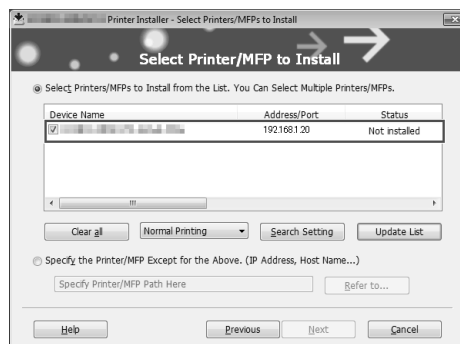 Printer Installer - Select Printers/MFPs to Install
Select Printer/MFP to Install
Select Printers/MFPs to Install from the List. You Can Select Multiple Printers/MFPs.
Device Name Address/Port Status
192.168.1.20 Not installed
Clear all Normal Printing Search Setting Update List
Specify the Printer/MFP Except for the Above. (IP Address, Host Name...)
Specify Printer/MFP Path Here Refer to...
Help Previous Next Cancel